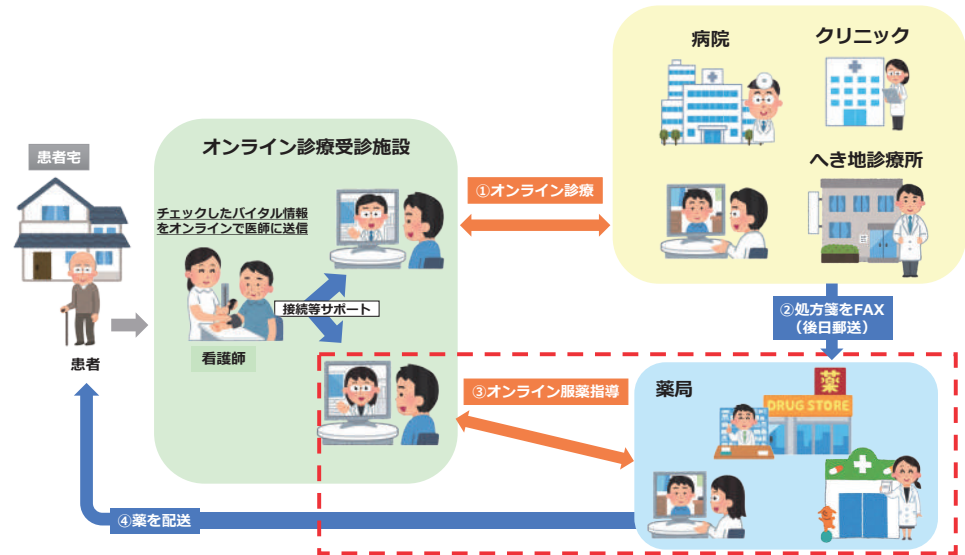 病院
クリニック
へき地診療所
患者宅
オンライン診療受診施設
チェックしたバイタル情報
をオンラインで医師に送信
接続等サポート
看護師
患者
①オンライン診療
②処方箋をFAX
（後日郵送）
③オンライン服薬指導
薬局
薬
DRUG STORE
④薬を配送